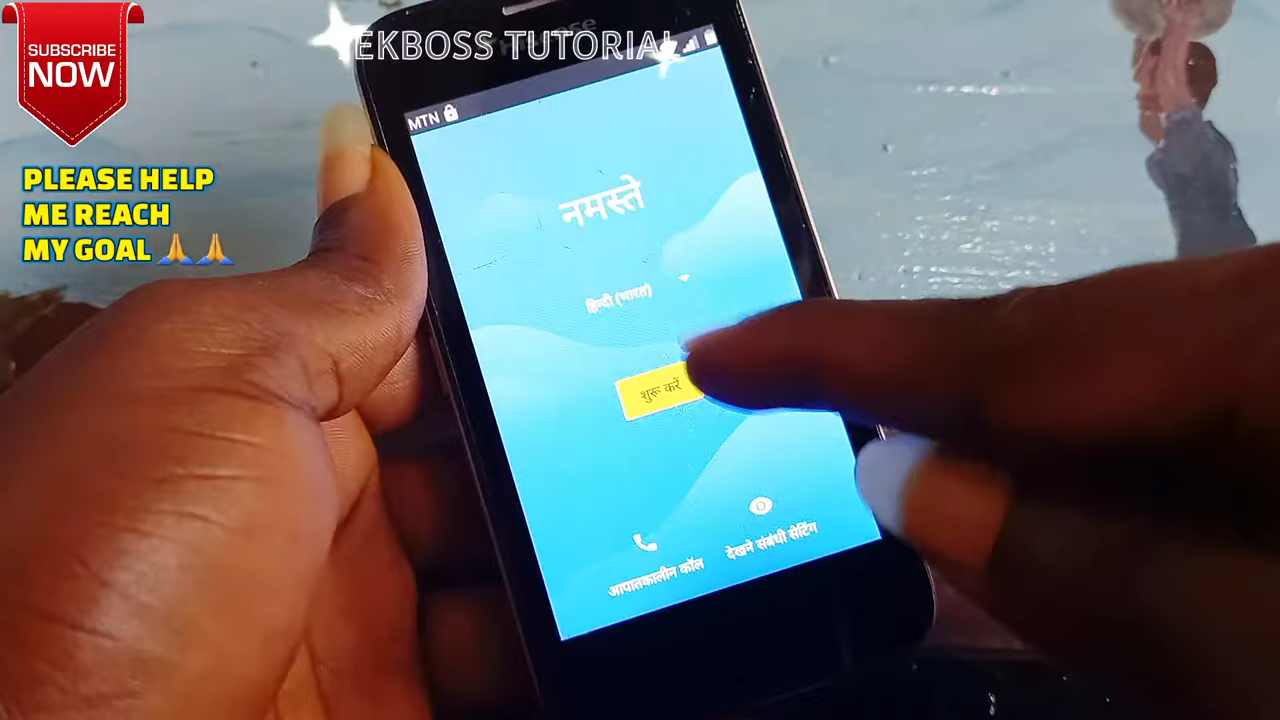 SUBSCRIBE
NOW
EKBOSS TUTORIAL
PLEASE HELP
ME REACH
MY GOAL 🙏🙏
MTN
नमस्ते
हिन्दी (भारत)
शुरू करें
आपातकालीन कॉल
देखने संबंधी सेटिंग